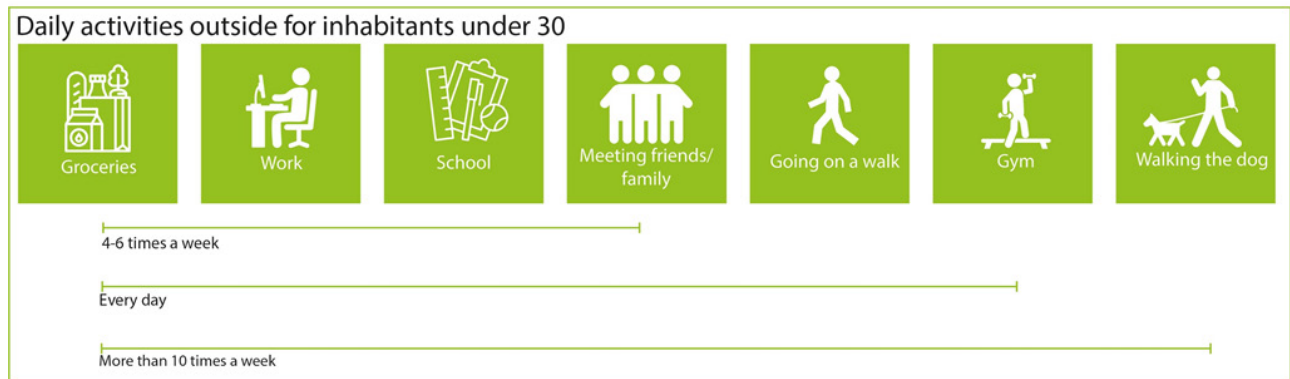 Daily activities outside for inhabitants under 30
Groceries
Work
School
Meeting friends/
family
Going on a walk
Gym
Walking the dog
4-6 times a week
Every day
More than 10 times a week